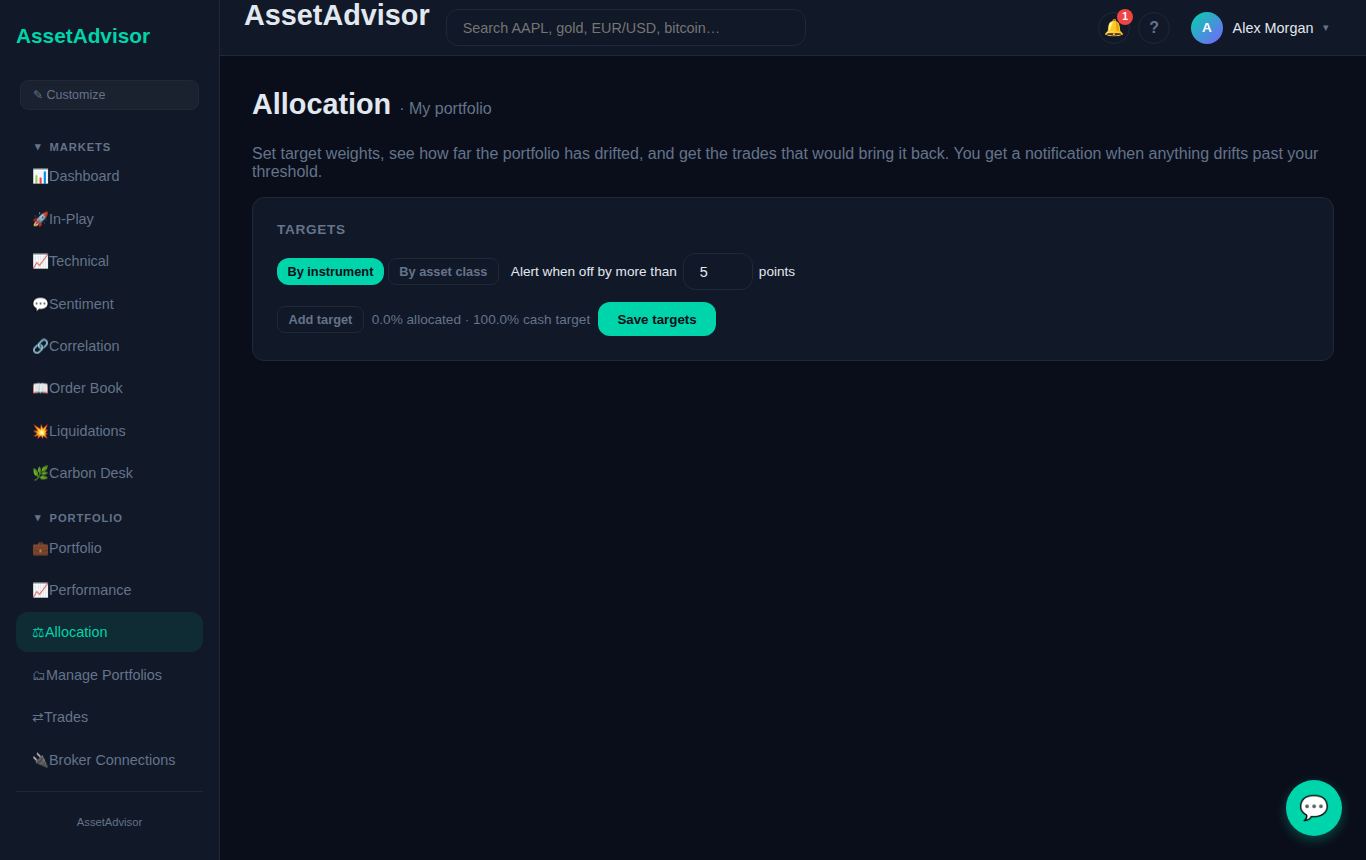 AssetAdvisor
✎ Customize
▼ MARKETS
Dashboard
In-Play
Technical
Sentiment
Correlation
Order Book
Liquidations
Carbon Desk
▼ PORTFOLIO
Portfolio
Performance
Allocation
Manage Portfolios
Trades
Broker Connections
AssetAdvisor
AssetAdvisor
Search AAPL, gold, EUR/USD, bitcoin…
1
?
A
Alex Morgan ▾
Allocation · My portfolio
Set target weights, see how far the portfolio has drifted, and get the trades that would bring it back. You get a notification when anything drifts past your
threshold.
TARGETS
By instrument By asset class Alert when off by more than 5 points
Add target 0.0% allocated · 100.0% cash target Save targets